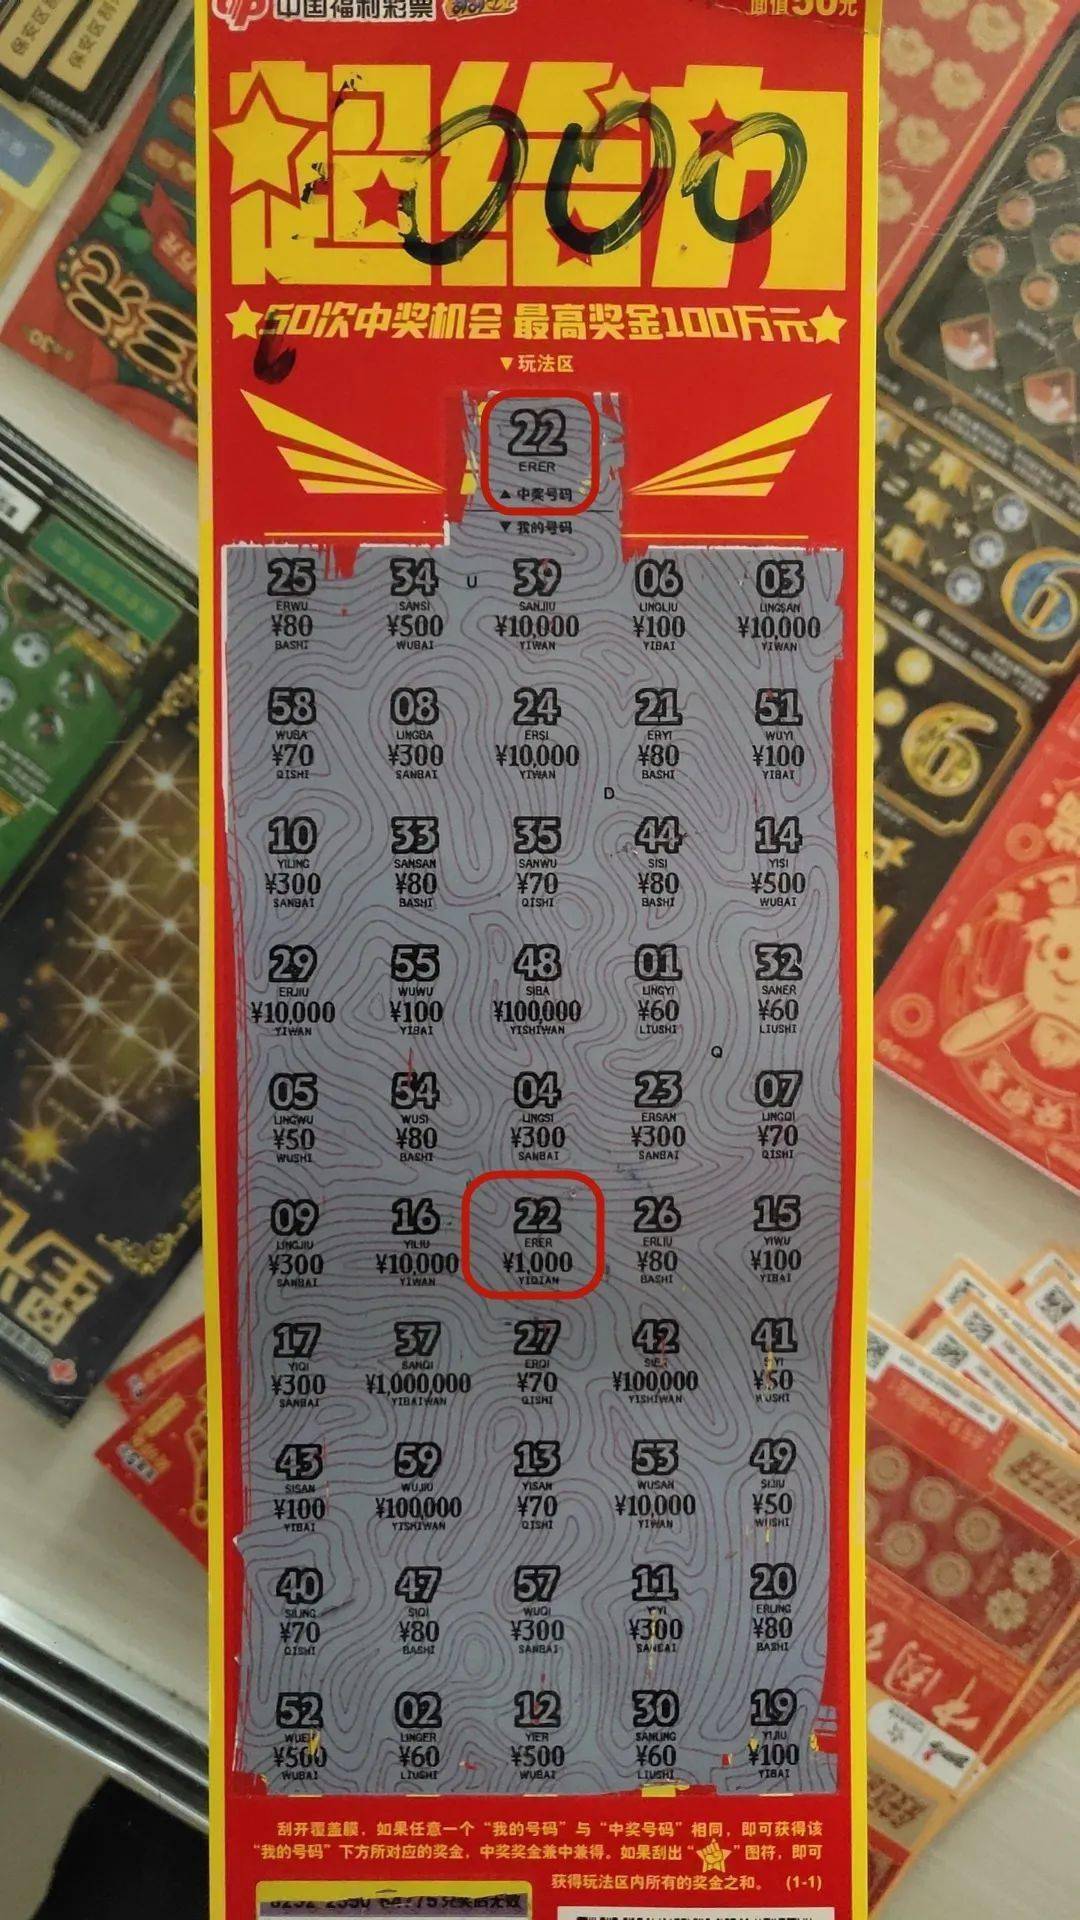 中国福利彩票
面值50元
超给力
000
50次中奖机会 最高奖金100万元
▼玩法区
22
ERER
▲中奖号码
▼我的号码
25 34 U 39 06 03
ERWU SANSI SANJIU LINGLIU LINGSAN
¥80 ¥500 ¥10,000 ¥100 ¥10,000
BASHI WUBAI YIWAN YIBAI YIWAN
58 08 24 21 51
WUBA LINGBA ERSI ERYI WUYI
¥70 ¥300 ¥10,000 ¥80 ¥100
QISHI SANBAI YIWAN BASHI YIBAI
D
10 33 35 44 14
YILING SANSAN SANWU SISI YISI
¥300 ¥80 ¥70 ¥80 ¥500
SANBAI BASHI QISHI BASHI WUBAI
29 55 48 01 32
ERJIU WUWU SIBA LINGYI SANER
¥10,000 ¥100 ¥100,000 ¥60 ¥60
YIWAN YIBAI YISHIWAN LIUSHI LIUSHI
Q
05 54 04 23 07
LINGWU WUSI LINGSI ERSAN LINGQI
¥50 ¥80 ¥300 ¥300 ¥70
WUSHI BASHI SANBAI SANBAI QISHI
09 16 22 26 15
LINGJIU YILIU ERER ERLIU YIWU
¥300 ¥10,000 ¥1,000 ¥80 ¥100
SANBAI YIWAN YIQIAN BASHI YIBAI
17 37 27 42 41
YIQI SANQI ERQI SIER SIYI
¥300 ¥1,000,000 ¥70 ¥100000 ¥50
SANBAI YIBAIWAN QISHI YISHIWAN WUSHI
43 59 13 53 49
SISAN WUJIU YISAN WUSAN SIJIU
¥100 ¥100,000 ¥70 ¥10,000 ¥50
YIBAI YISHIWAN QISHI YIWAN WUSHI
40 47 57 11 20
SILING SIQI WUQI YIYI ERLING
¥70 ¥80 ¥300 ¥300 ¥80
QISHI BASHI SANBAI SANBAI BASHI
52 02 12 30 19
WUER LINGER YIER SANLING YIJIU
¥500 ¥60 ¥500 ¥60 ¥100
WUBAI LIUSHI WUBAI LIUSHI YIBAI
刮开覆盖膜，如果任意一个“我的号码”与“中奖号码”相同，即可获得该
“我的号码”下方所对应的奖金，中奖奖金兼中兼得。如果刮出“ ”图符，即可
获得玩法区内所有的奖金之和。 (1-1)